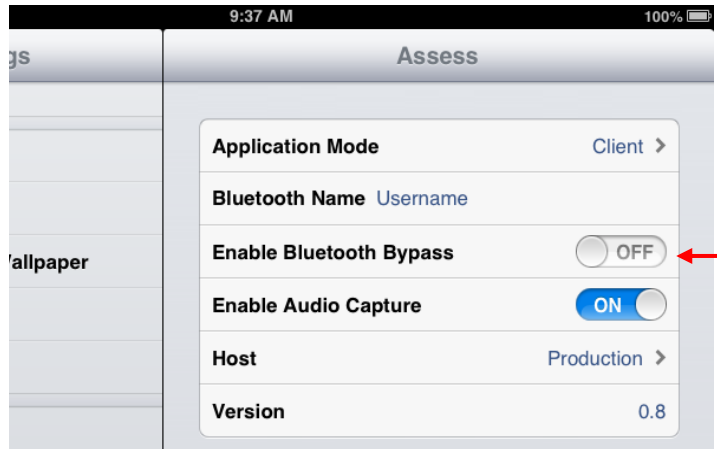 9:37 AM
100%
gs
Assess
Application Mode Client
Bluetooth Name Username
Enable Bluetooth Bypass OFF
allpaper
Enable Audio Capture ON
Host Production
Version 0.8